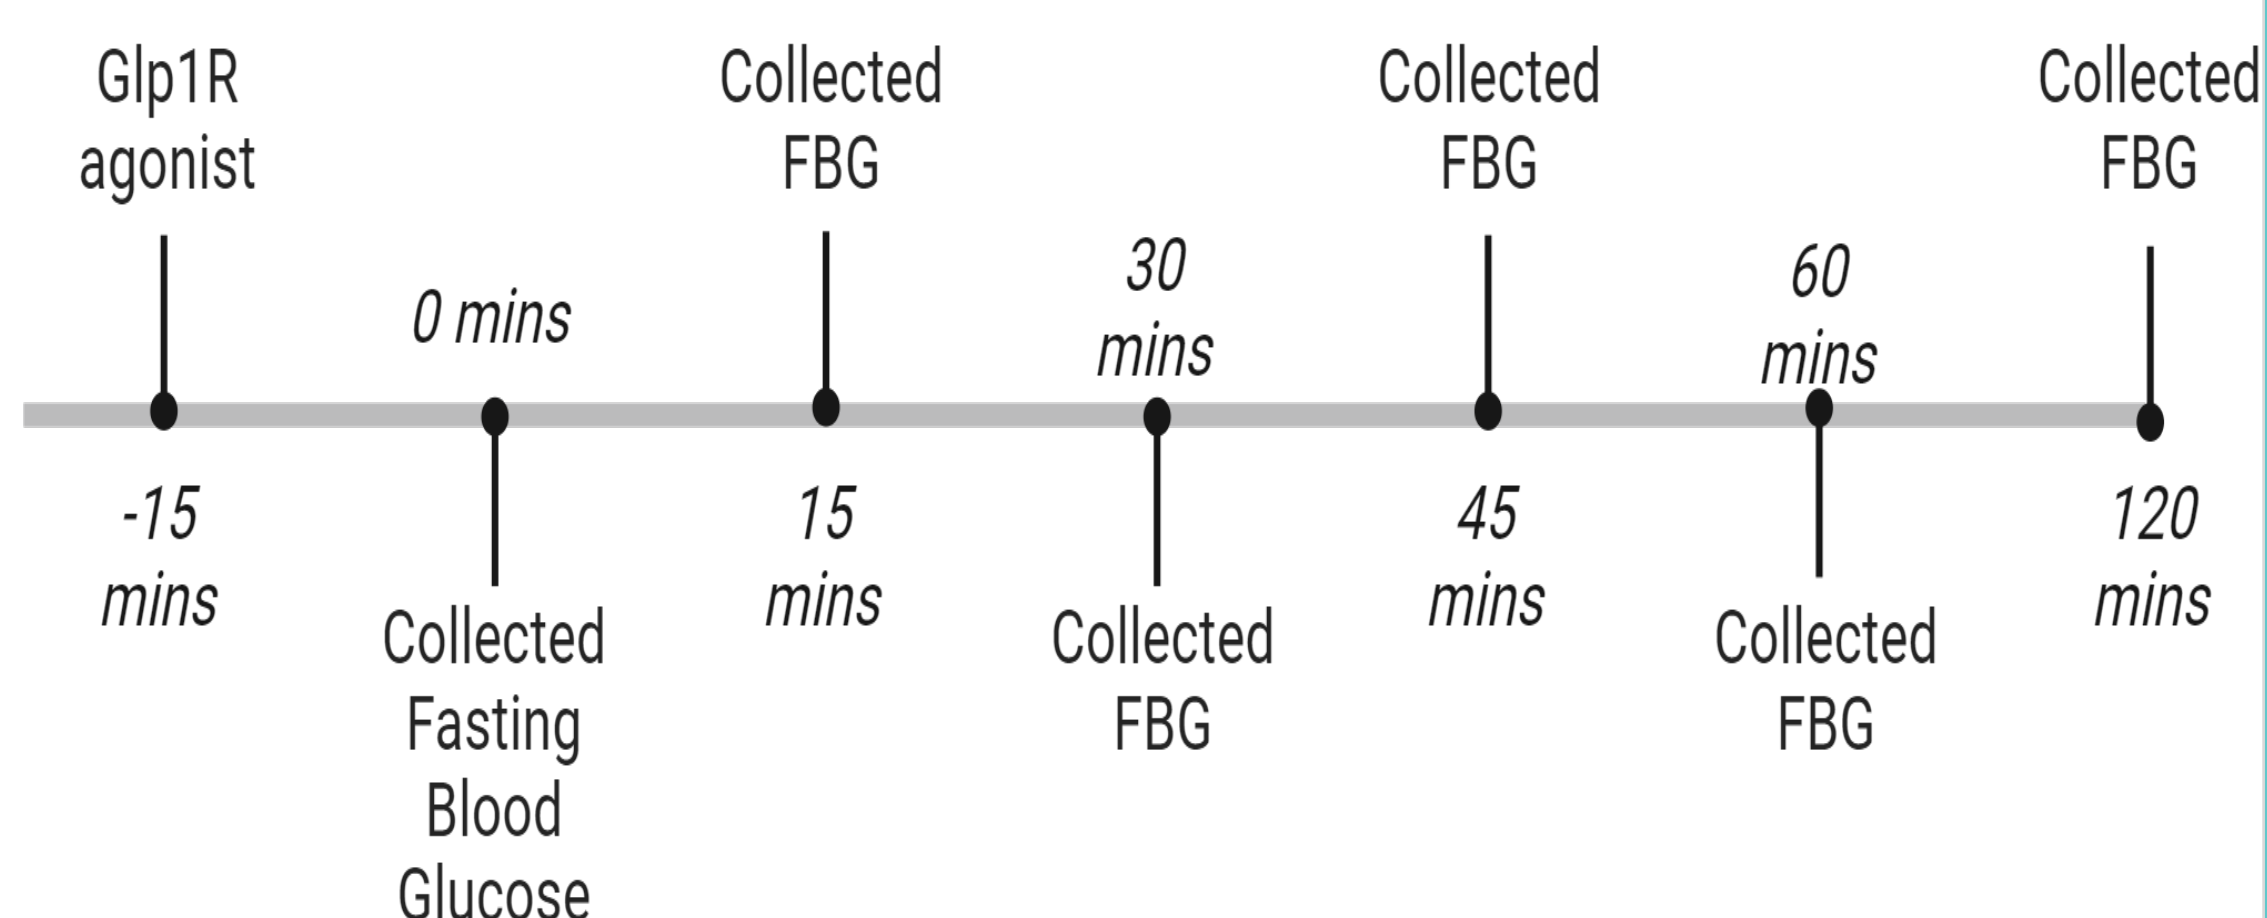 Glp1R
agonist
-15
mins
0 mins
Collected
Fasting
Blood
Glucose
Collected
FBG
15
mins
30
mins
Collected
FBG
Collected
FBG
45
mins
60
mins
Collected
FBG
Collected
FBG
120
mins